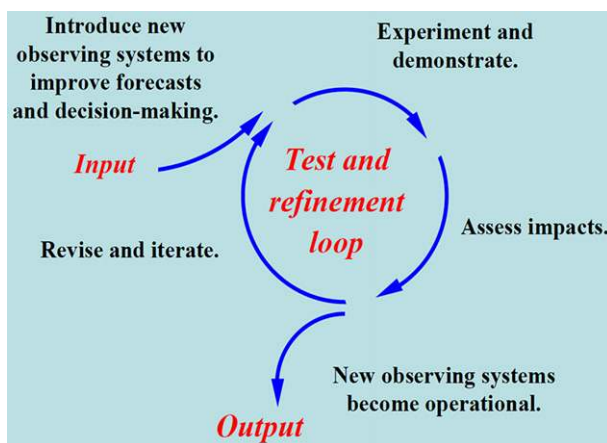 Introduce new
observing systems to
improve forecasts
and decision-making.
Experiment and
demonstrate.
Input
Test and
refinement
loop
Assess impacts.
Revise and iterate.
New observing systems
become operational.
Output